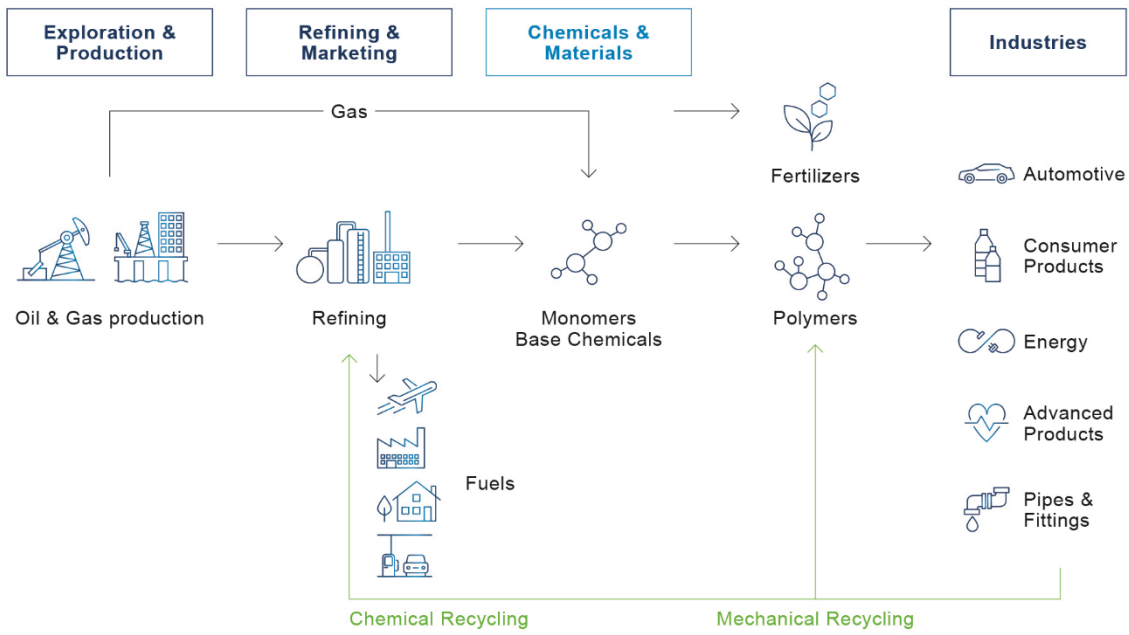 Exploration &
Production
Refining &
Marketing
Chemicals &
Materials
Industries
Gas
Fertilizers
Automotive
Consumer
Products
Oil & Gas production
Refining
Monomers
Base Chemicals
Polymers
Energy
Advanced
Products
Fuels
Pipes &
Fittings
Chemical Recycling
Mechanical Recycling